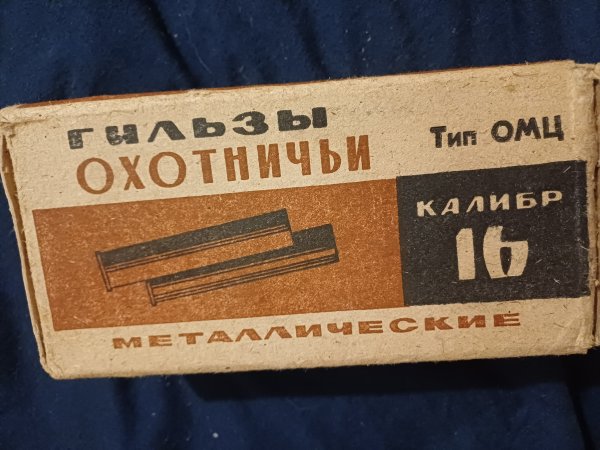 ГИЛЬЗЫ
ОХОТНИЧЬИ
Тип ОМЦ
КАЛИБР
16
МЕТАЛЛИЧЕСКИЕ